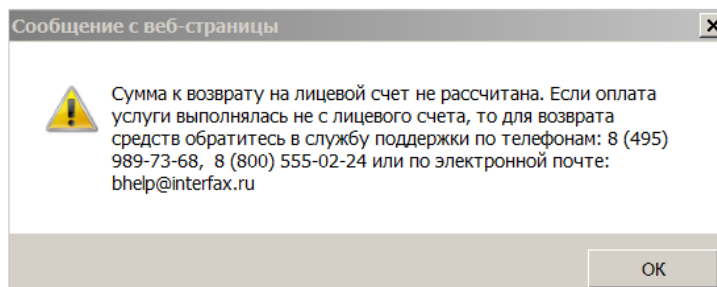 Сообщение с веб-страницы
Сумма к возврату на лицевой счет не рассчитана. Если оплата
услуги выполнялась не с лицевого счета, то для возврата
средств обратитесь в службу поддержки по телефонам: 8 (495)
989-73-68, 8 (800) 555-02-24 или по электронной почте:
bhelp@interfax.ru
ОК